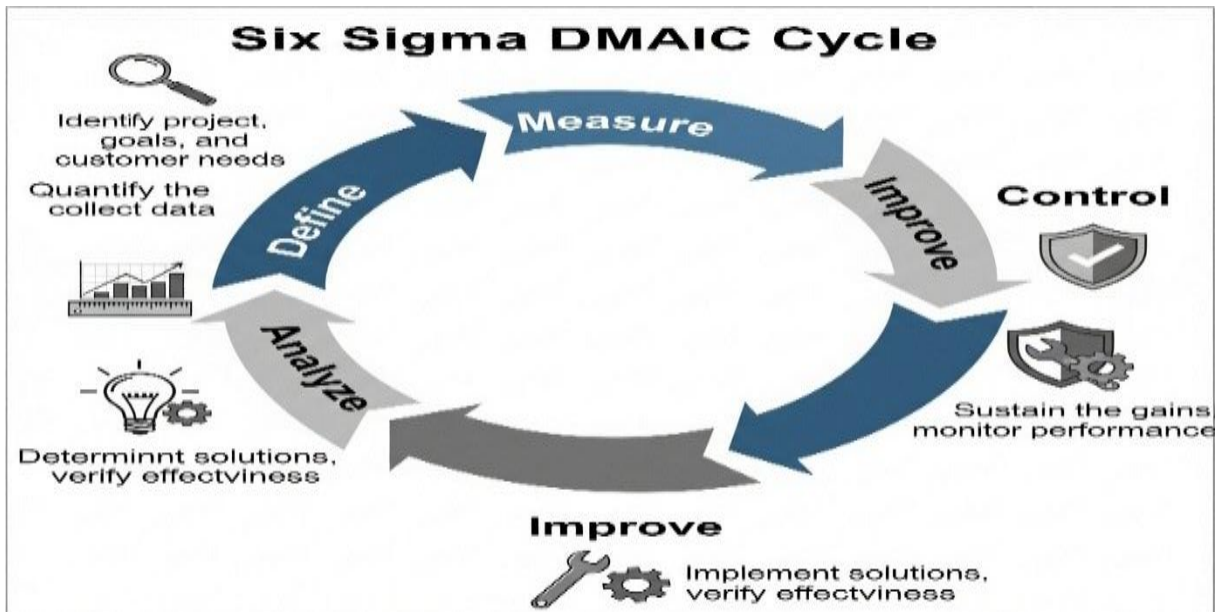 Six Sigma DMAIC Cycle
Identify project,
goals, and
customer needs
Quantify the
collect data
Determinnt solutions,
verify effectviness
Define
Measure
Improve
Analyze
Control
Sustain the gains,
monitor performance
Improve
Implement solutions,
verify effectviness